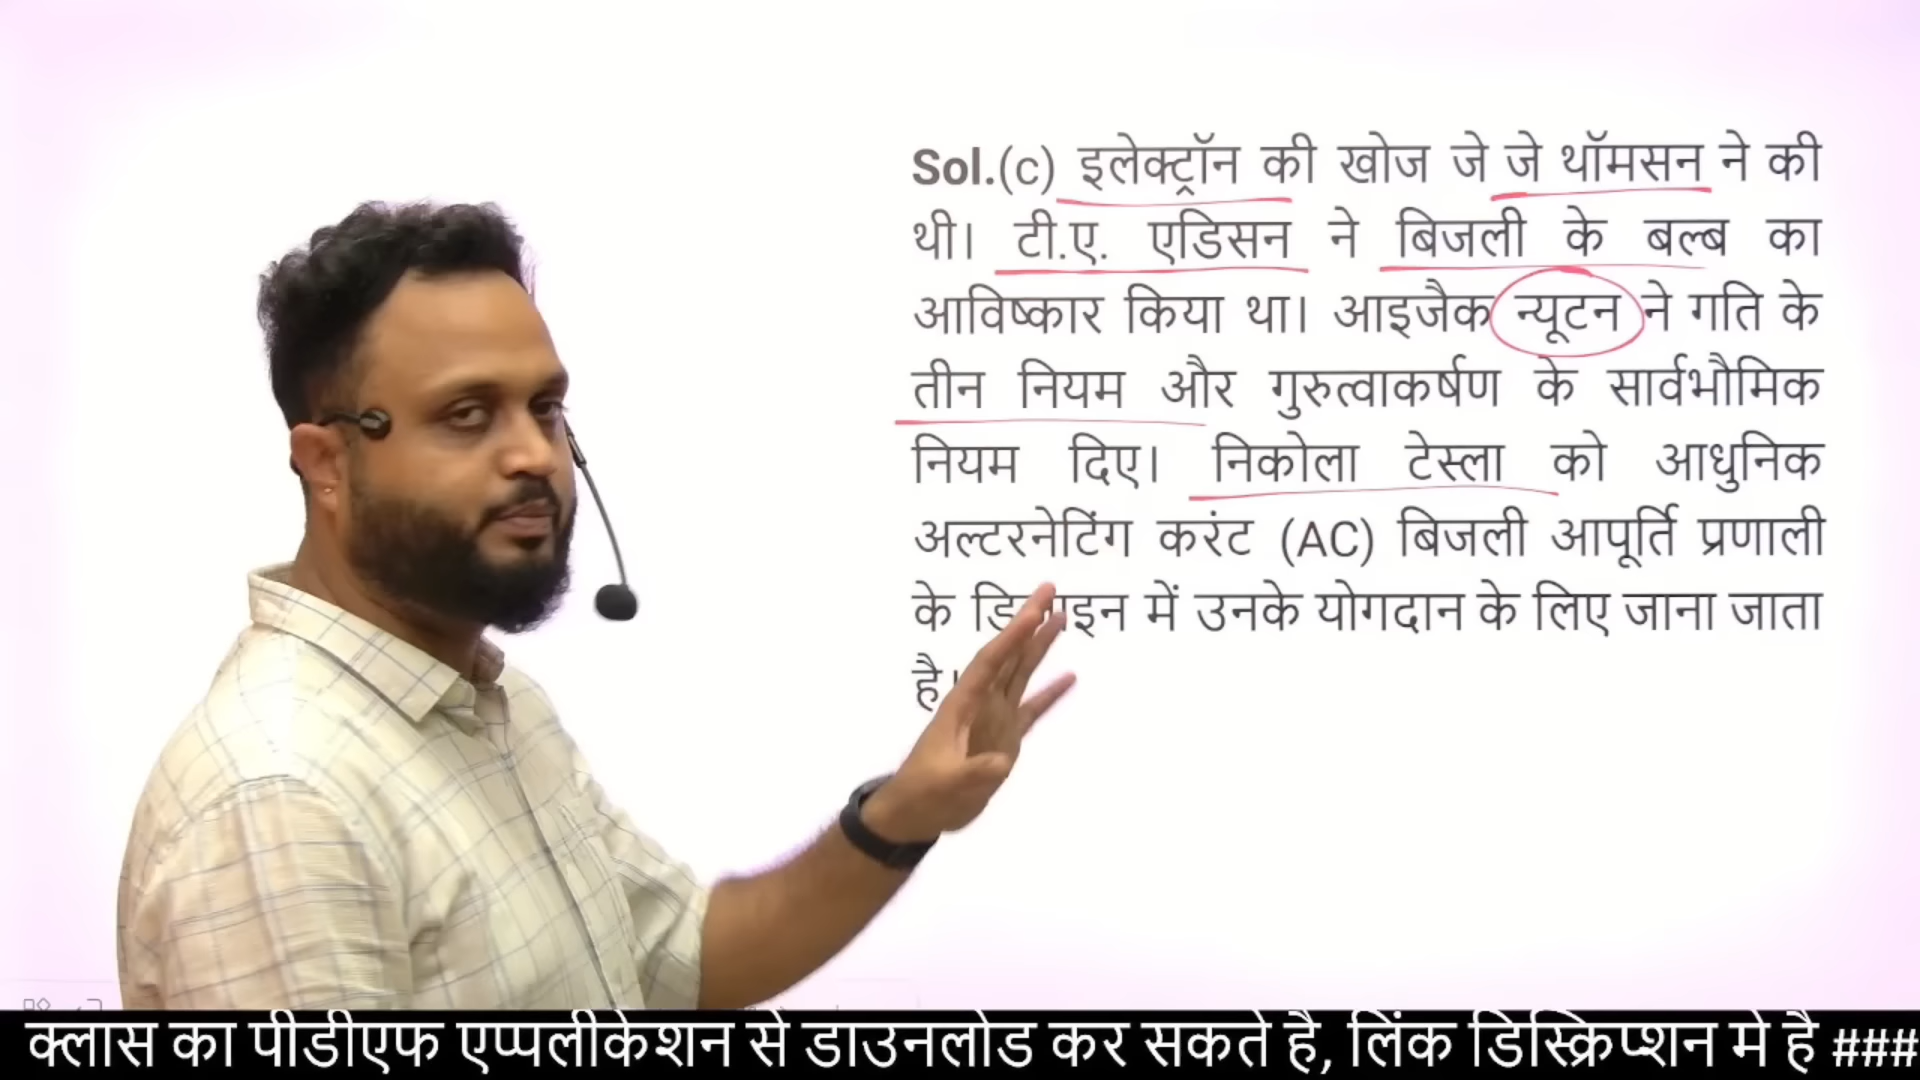 Sol.(c) इलेक्ट्रॉन की खोज जे जे थॉमसन ने की
थी। टी.ए. एडिसन ने बिजली के बल्ब का
आविष्कार किया था। आइजैक न्यूटन ने गति के
तीन नियम और गुरुत्वाकर्षण के सार्वभौमिक
नियम दिए। निकोला टेस्ला को आधुनिक
अल्टरनेटिंग करंट (AC) बिजली आपूर्ति प्रणाली
के में उनके योगदान के लिए जाना जाता
है।
क्लास का पीडीएफ एप्पलीकेशन से डाउनलोड कर सकते है, लिंक डिस्क्रिप्शन मे है ###